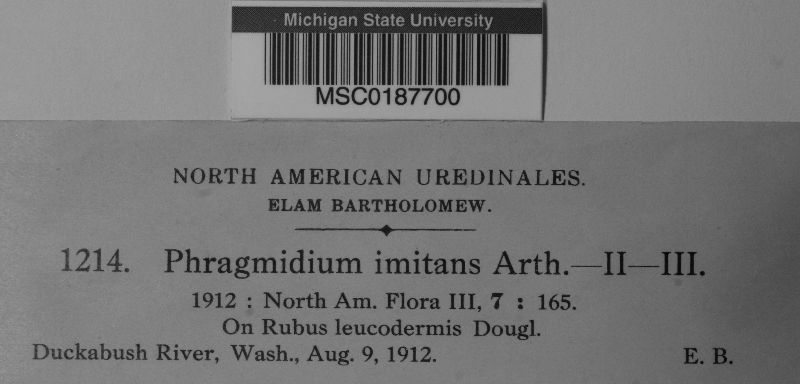 Michigan State University
MSC0187700
NORTH AMERICAN UREDINALES.
ELAM BARTHOLOMEW.
1214. Phragmidium imitans Arth.—II—III.
1912 : North Am. Flora III, 7 : 165.
On Rubus leucodermis Dougl.
Duckabush River, Wash., Aug. 9, 1912. E. B.